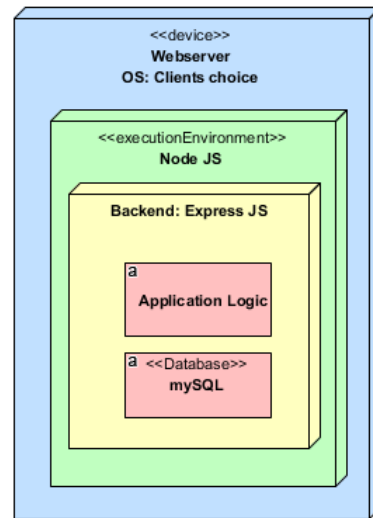 <<device>>
Webserver
OS: Clients choice
<<executionEnvironment>>
Node JS
Backend: Express JS
a
Application Logic
a <<Database>>
mySQL